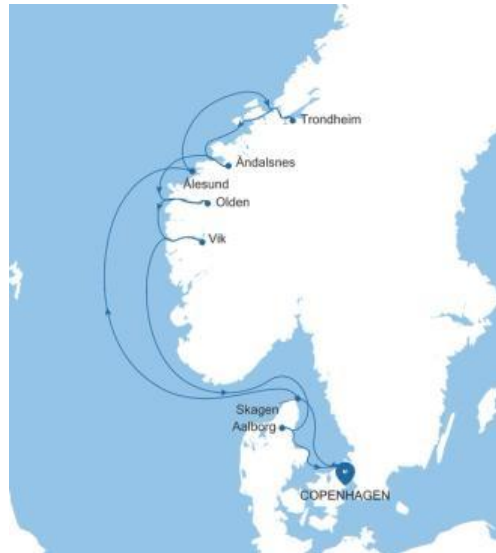 Trondheim
Åndalsnes
Ålesund
Olden
Vik
Skagen
Aalborg
COPENHAGEN